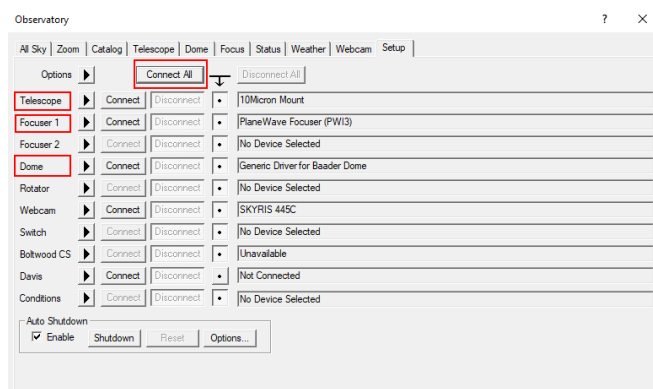 Observatory ? ×
All Sky Zoom Catalog Telescope Dome Focus Status Weather Webcam Setup
Options Connect All Disconnect All
Telescope Connect Disconnect 10Micron Mount
Focuser 1 Connect Disconnect PlaneWave Focuser (PWI3)
Focuser 2 Connect Disconnect No Device Selected
Dome Connect Disconnect Generic Driver for Baader Dome
Rotator Connect Disconnect No Device Selected
Webcam Connect Disconnect SKYRIS 445C
Switch Connect Disconnect No Device Selected
Boltwood CS Connect Disconnect Unavailable
Davis Connect Disconnect Not Connected
Conditions Connect Disconnect No Device Selected
Auto Shutdown
Enable Shutdown Reset Options...